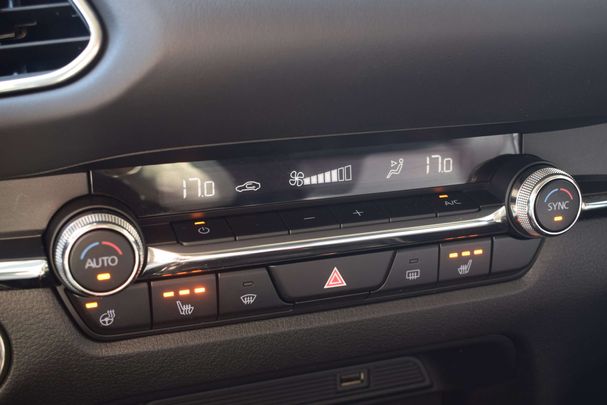 17.0 17.0
- + A/C
AUTO SYNC